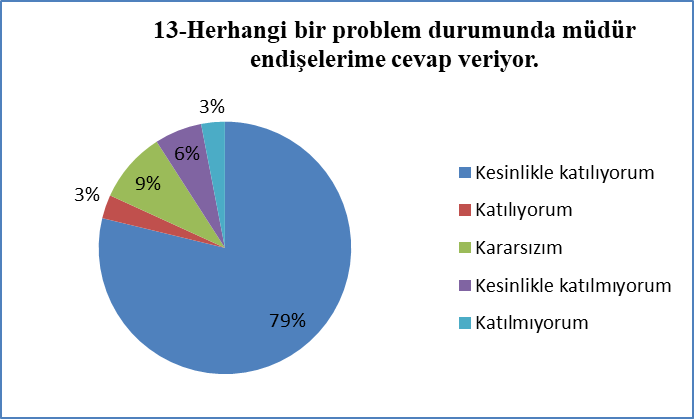 13-Herhangi bir problem durumunda müdür
endişelerime cevap veriyor.
3%
6%
9%
3%
79%
Kesinlikle katılıyorum
Katılıyorum
Kararsızım
Kesinlikle katılmıyorum
Katılmıyorum